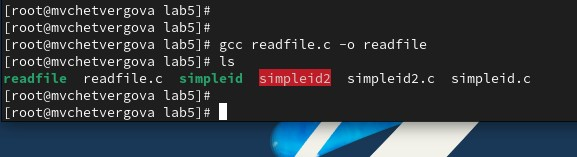 [root@mvchetvergova lab5]#
[root@mvchetvergova lab5]#
[root@mvchetvergova lab5]# gcc readfile.c -o readfile
[root@mvchetvergova lab5]# ls
readfile readfile.c simpleid simpleid2 simpleid2.c simpleid.c
[root@mvchetvergova lab5]#
[root@mvchetvergova lab5]#